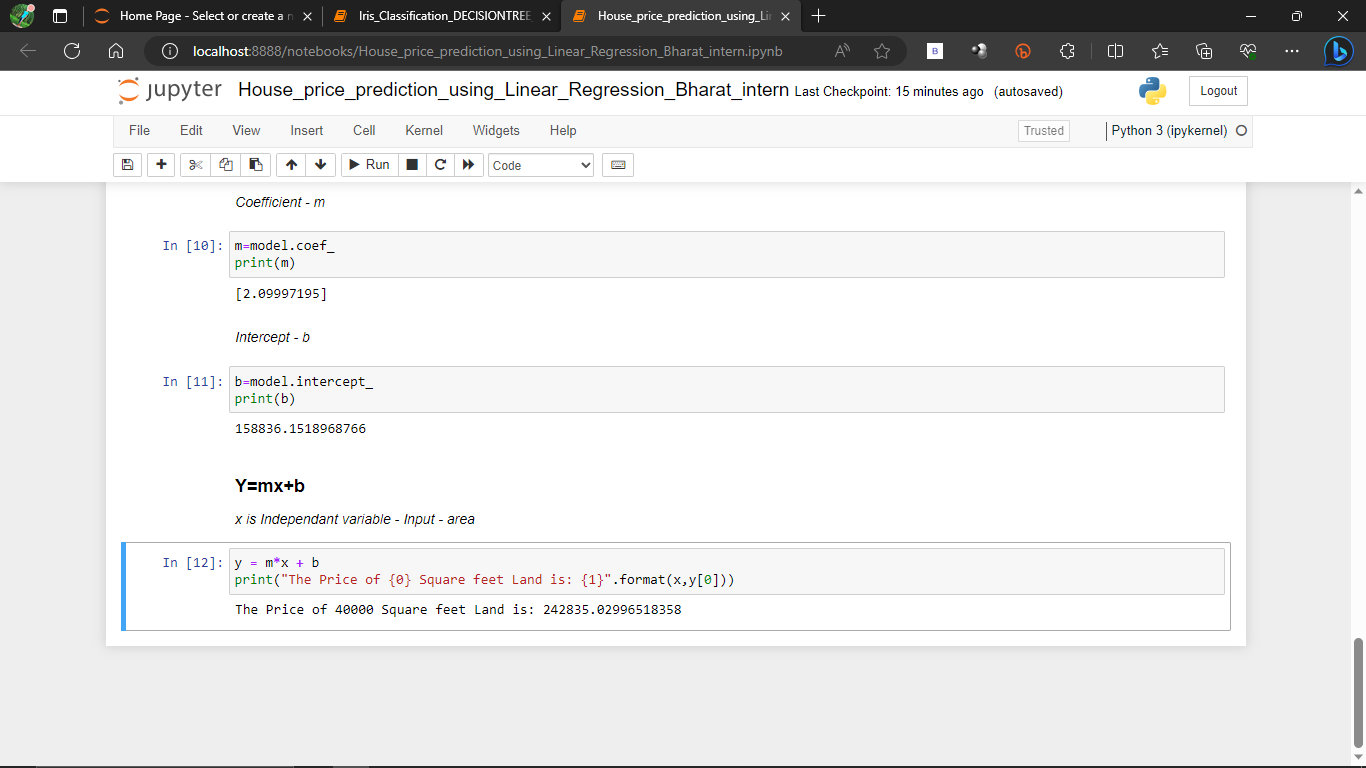 Home Page - Select or create a n
Iris_Classification_DECISIONTREE
House_price_prediction_using_Li
localhost:8888/notebooks/House_price_prediction_using_Linear_Regression_Bharat_intern.ipynb
B
jupyter House_price_prediction_using_Linear_Regression_Bharat_intern Last Checkpoint: 15 minutes ago (autosaved)
Logout
File Edit View Insert Cell Kernel Widgets Help
Trusted
Python 3 (ipykernel)
Run
Code
Coefficient - m
In [10]: m=model.coef_
print(m)
[2.09997195]
Intercept - b
In [11]: b=model.intercept_
print(b)
158836.1518968766
Y=mx+b
x is Independant variable - Input - area
In [12]: y = m*x + b
print("The Price of {0} Square feet Land is: {1}".format(x,y[0]))
The Price of 40000 Square feet Land is: 242835.02996518358